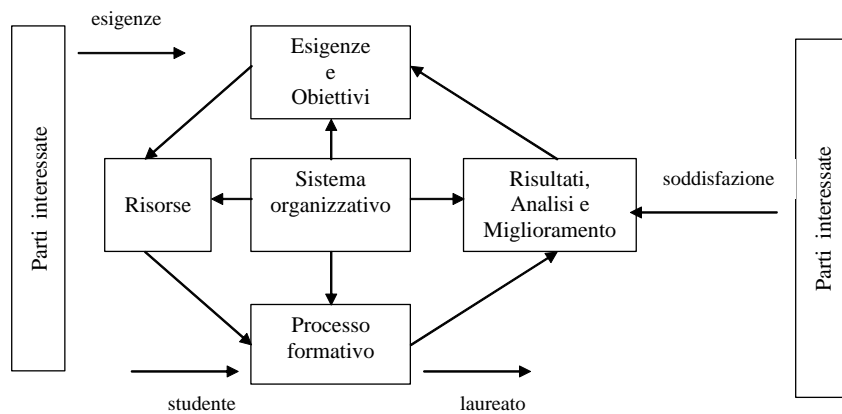 esigenze
Esigenze
e
Obiettivi
Parti interessate
Risorse
Sistema
organizzativo
Risultati,
Analisi e
Miglioramento
soddisfazione
Parti interessate
Processo
formativo
studente
laureato